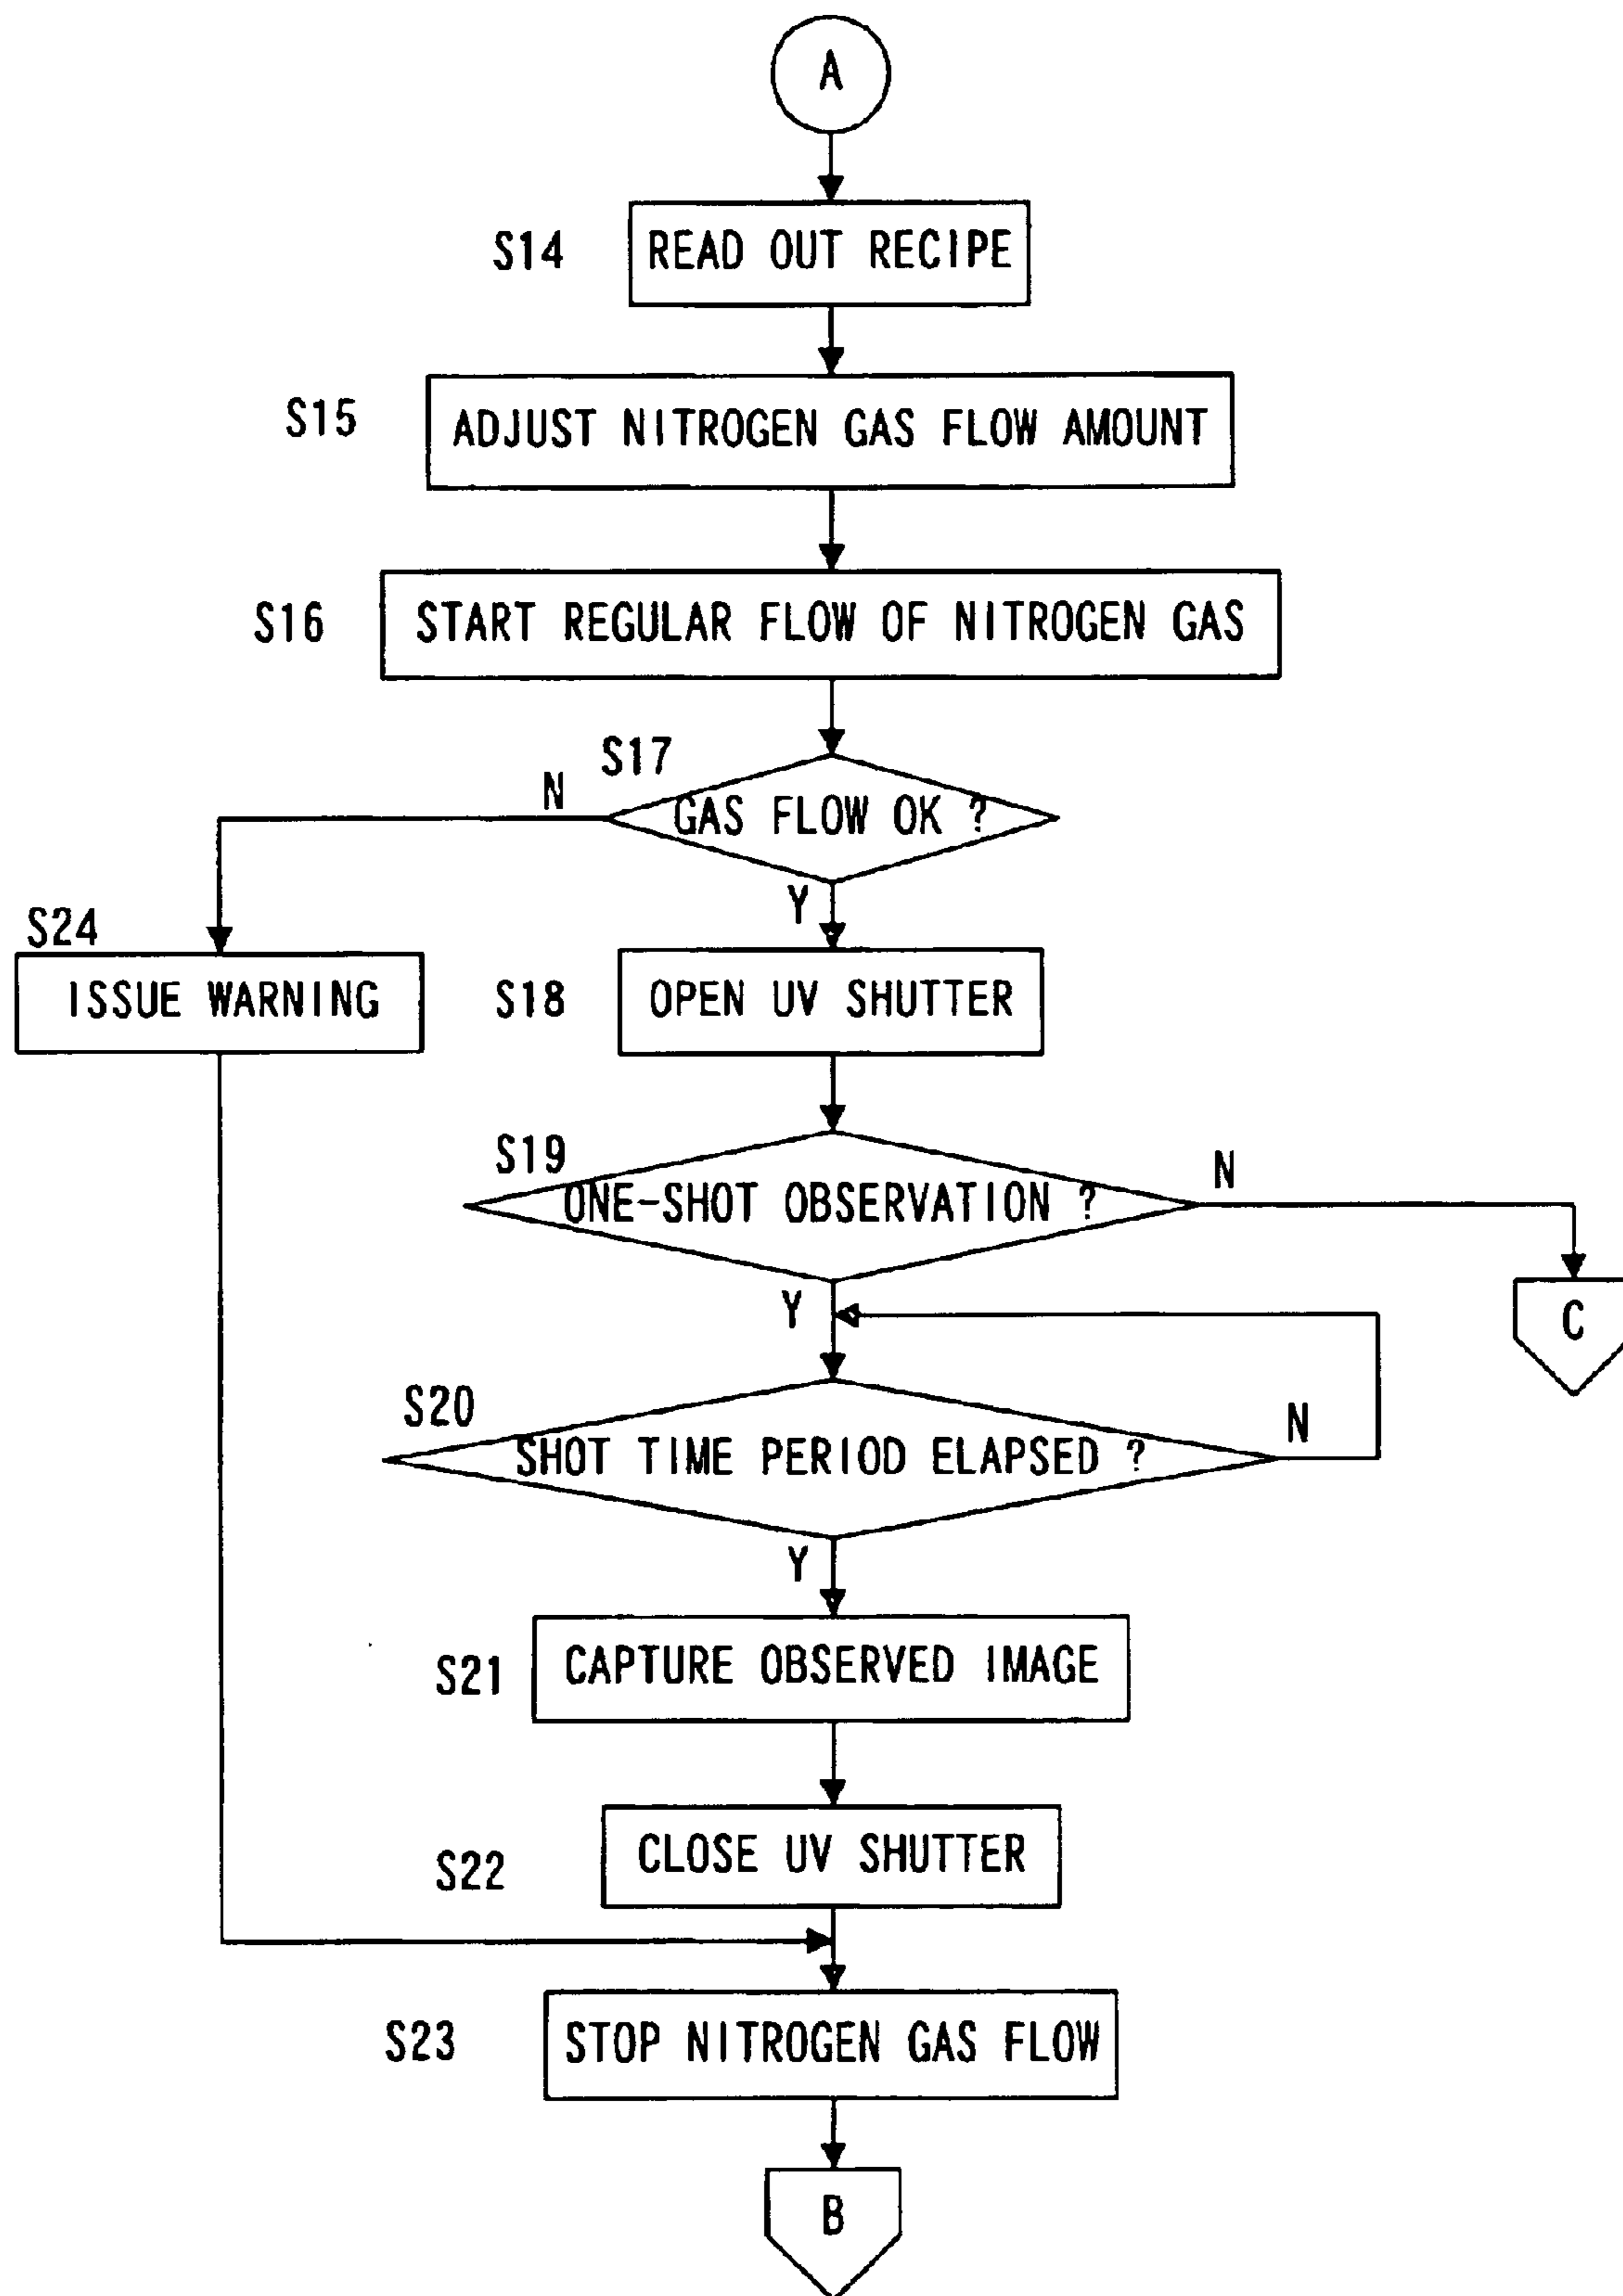 A
S14
READ OUT RECIPE
S15
ADJUST NITROGEN GAS FLOW AMOUNT
S16
START REGULAR FLOW OF NITROGEN GAS
S17
N
GAS FLOW OK ?
Y
S24
ISSUE WARNING
S18
OPEN UV SHUTTER
S19
N
ONE-SHOT OBSERVATION ?
Y
C
S20
N
SHOT TIME PERIOD ELAPSED ?
Y
S21
CAPTURE OBSERVED IMAGE
S22
CLOSE UV SHUTTER
S23
STOP NITROGEN GAS FLOW
B